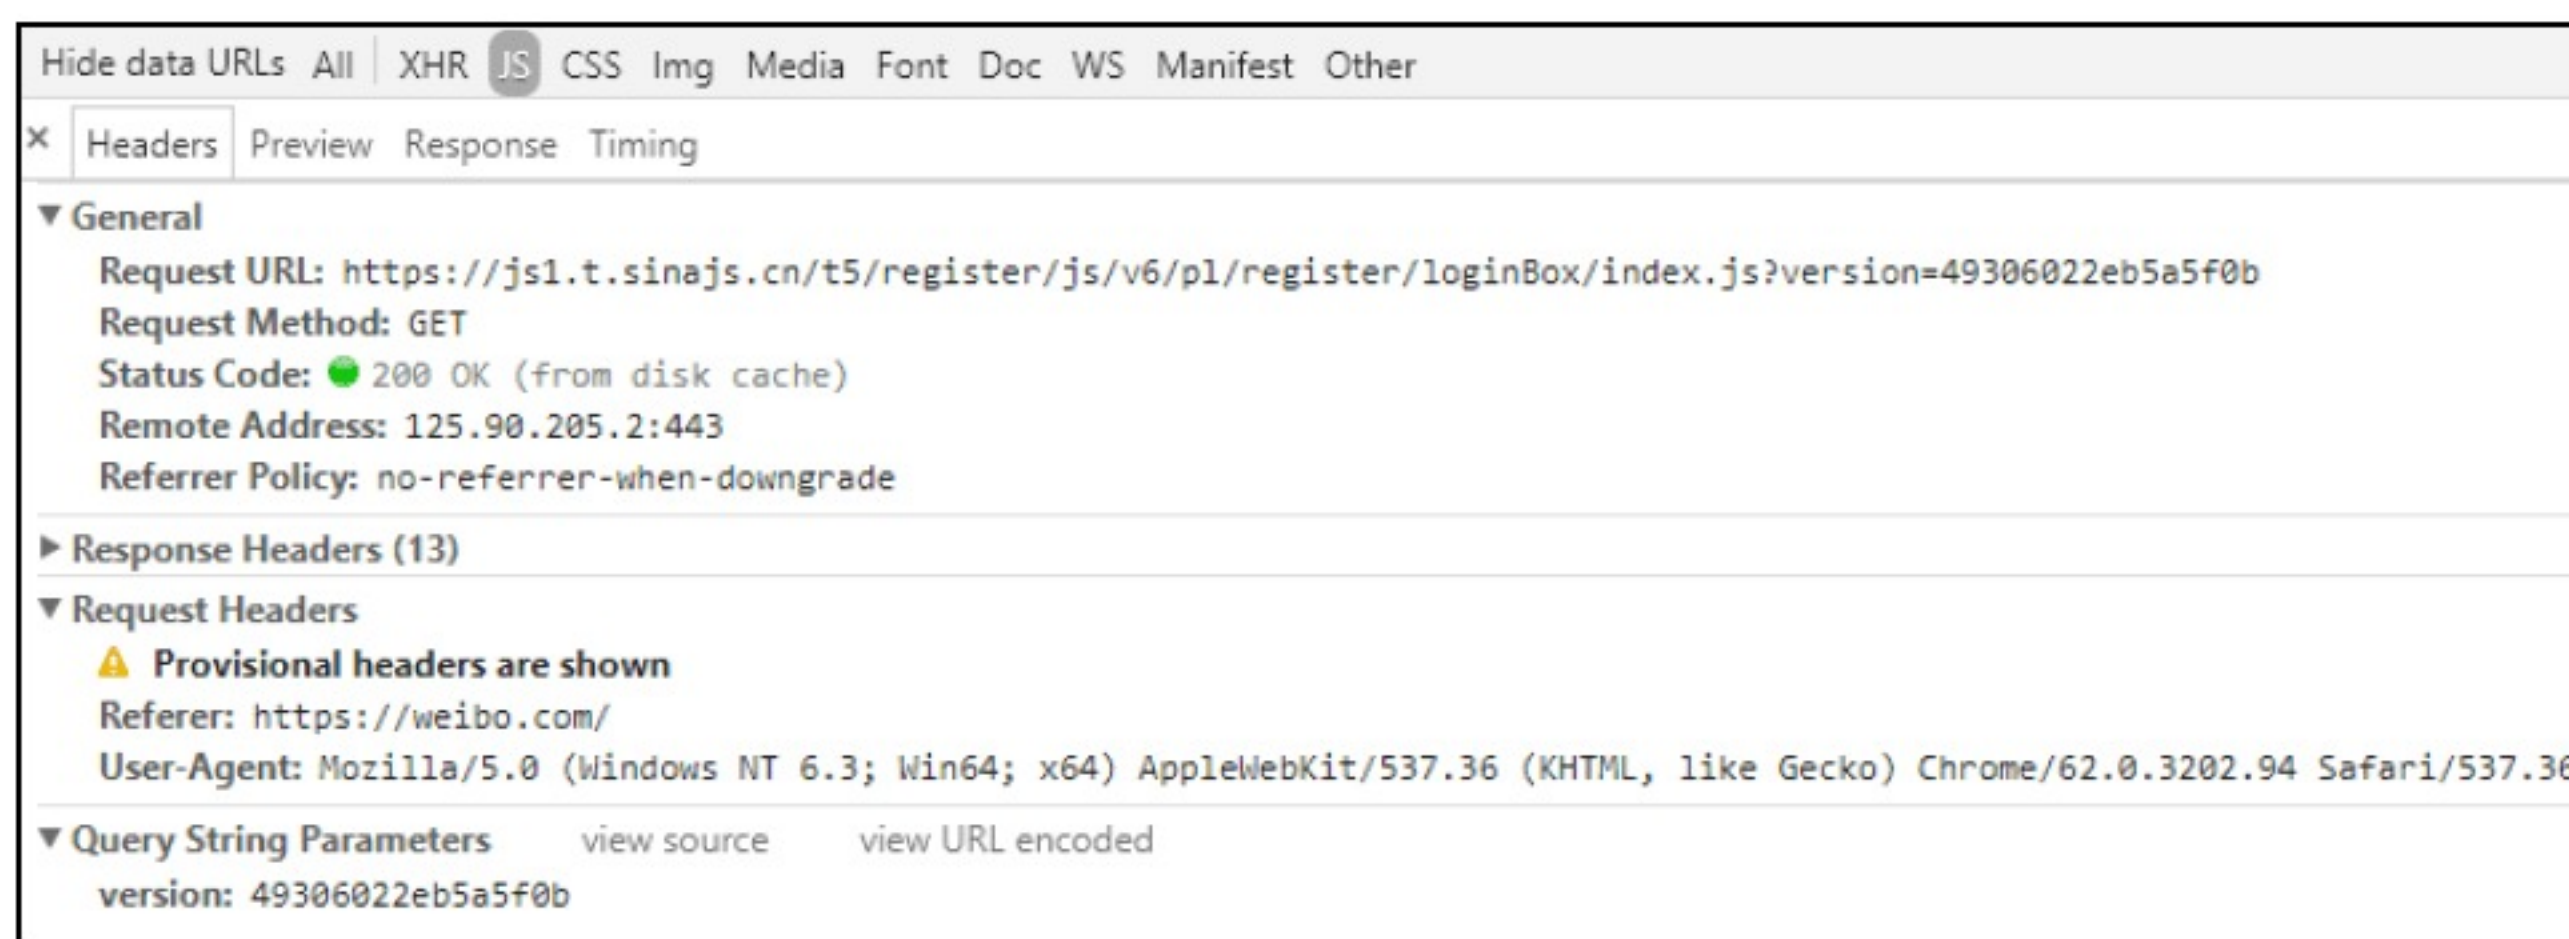 Hide data URLs All XHR JS CSS Img Media Font Doc WS Manifest Other
× Headers Preview Response Timing
▼ General
Request URL: https://js1.t.sinajs.cn/t5/register/js/v6/pl/register/loginBox/index.js?version=49306022eb5a5f0b
Request Method: GET
Status Code: 200 OK (from disk cache)
Remote Address: 125.90.205.2:443
Referrer Policy: no-referrer-when-downgrade
▶ Response Headers (13)
▼ Request Headers
Provisional headers are shown
Referer: https://weibo.com/
User-Agent: Mozilla/5.0 (Windows NT 6.3; Win64; x64) AppleWebKit/537.36 (KHTML, like Gecko) Chrome/62.0.3202.94 Safari/537.36
▼ Query String Parameters view source view URL encoded
version: 49306022eb5a5f0b